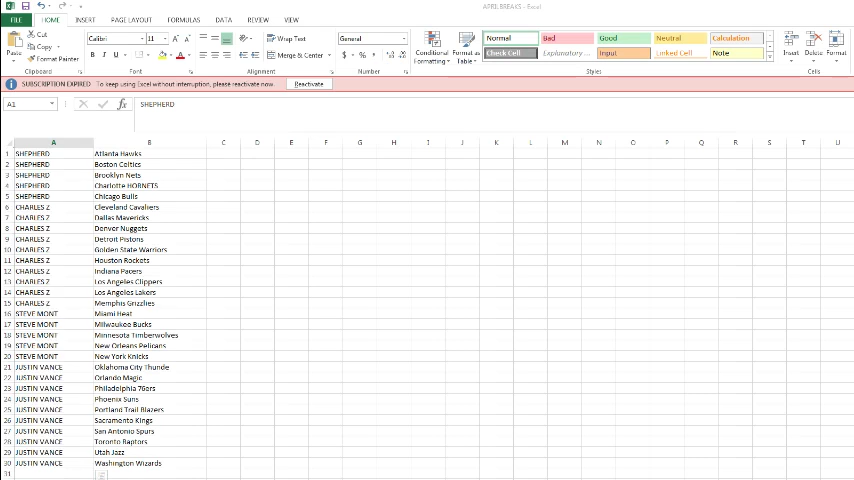 APRIL BREAKS - Excel
FILE HOME INSERT PAGE LAYOUT FORMULAS DATA REVIEW VIEW
Paste Cut Copy Format Painter Clipboard
Calibri 11 B I U Font
Wrap Text Merge & Center Alignment
General $ % Number
Conditional Formatting Format as Table Normal Bad Good Neutral Calculation
Check Cell Explanatory ... Input Linked Cell Note Styles
Insert Delete Format Cells
SUBSCRIPTION EXPIRED To keep using Excel without interruption, please reactivate now. Reactivate
A1 fx SHEPHERD
A B C D E F G H I J K L M N O P Q R S T U
1 SHEPHERD Atlanta Hawks
2 SHEPHERD Boston Celtics
3 SHEPHERD Brooklyn Nets
4 SHEPHERD Charlotte HORNETS
5 SHEPHERD Chicago Bulls
6 CHARLES Z Cleveland Cavaliers
7 CHARLES Z Dallas Mavericks
8 CHARLES Z Denver Nuggets
9 CHARLES Z Detroit Pistons
10 CHARLES Z Golden State Warriors
11 CHARLES Z Houston Rockets
12 CHARLES Z Indiana Pacers
13 CHARLES Z Los Angeles Clippers
14 CHARLES Z Los Angeles Lakers
15 CHARLES Z Memphis Grizzlies
16 STEVE MONT Miami Heat
17 STEVE MONT Milwaukee Bucks
18 STEVE MONT Minnesota Timberwolves
19 STEVE MONT New Orleans Pelicans
20 STEVE MONT New York Knicks
21 JUSTIN VANCE Oklahoma City Thunde
22 JUSTIN VANCE Orlando Magic
23 JUSTIN VANCE Philadelphia 76ers
24 JUSTIN VANCE Phoenix Suns
25 JUSTIN VANCE Portland Trail Blazers
26 JUSTIN VANCE Sacramento Kings
27 JUSTIN VANCE San Antonio Spurs
28 JUSTIN VANCE Toronto Raptors
29 JUSTIN VANCE Utah Jazz
30 JUSTIN VANCE Washington Wizards
31